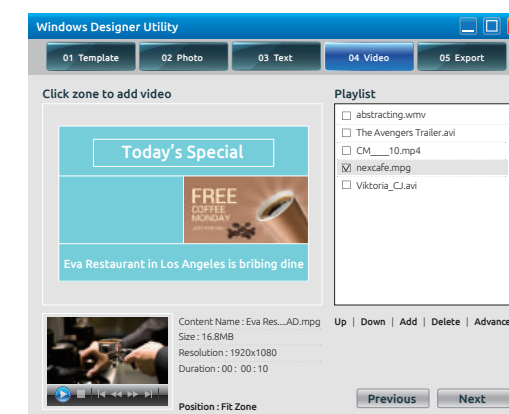 Windows Designer Utility
01 Template
02 Photo
03 Text
04 Video
05 Export
Click zone to add video
Today's Special
FREE
COFFEE
MONDAY
Eva Restaurant in Los Angeles is bribing dine
Playlist
abstracting.wmv
The Avengers Trailer.avi
CM____10.mp4
nexcafe.mpg
Viktoria_CJ.avi
Up | Down | Add | Delete | Advance
Content Name : Eva Res....AD.mpg
Size : 16.8MB
Resolution : 1920x1080
Duration : 00 : 00 : 10
Position : Fit Zone
Previous
Next